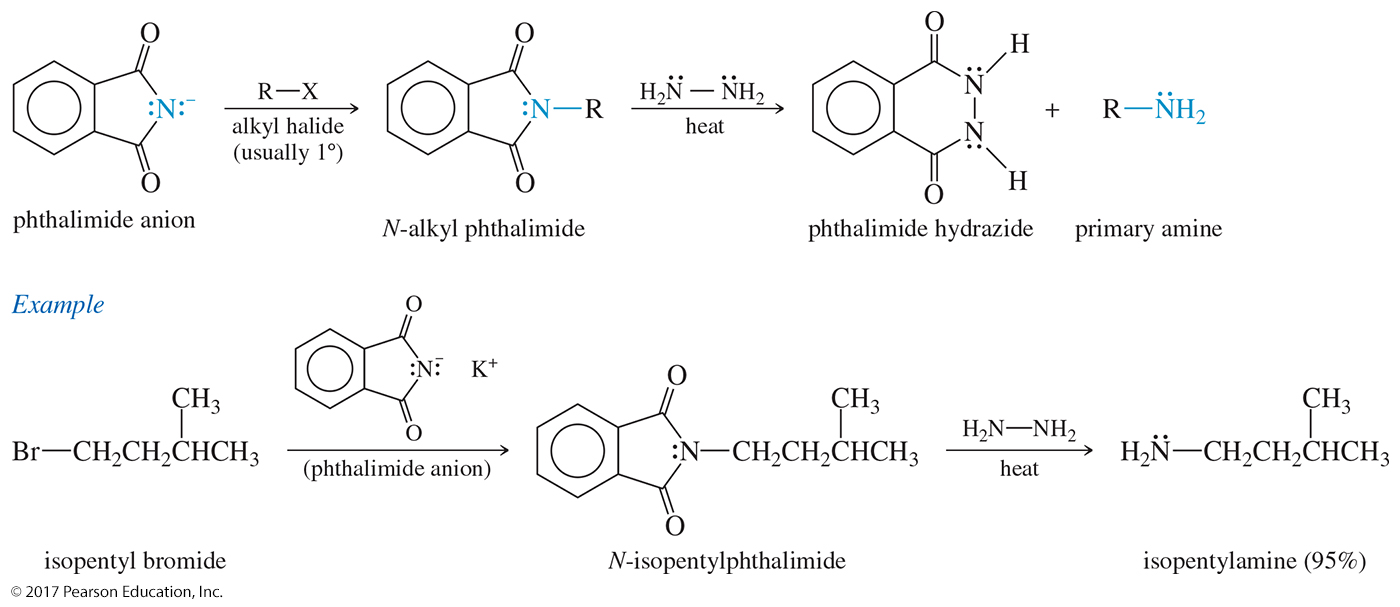 O
:N:⁻
O
phthalimide anion
R—X
alkyl halide
(usually 1°)
O
:N—R
O
N-alkyl phthalimide
H₂N̈—N̈H₂
heat
O
H
N̈
N̤
H
O
phthalimide hydrazide
+
R—N̈H₂
primary amine
Example
CH₃
Br—CH₂CH₂CHCH₃
isopentyl bromide
O
:N̄:
K⁺
O
(phthalimide anion)
O
CH₃
:N—CH₂CH₂CHCH₃
O
N-isopentylphthalimide
H₂N—NH₂
heat
CH₃
H₂N̈—CH₂CH₂CHCH₃
isopentylamine (95%)
© 2017 Pearson Education, Inc.